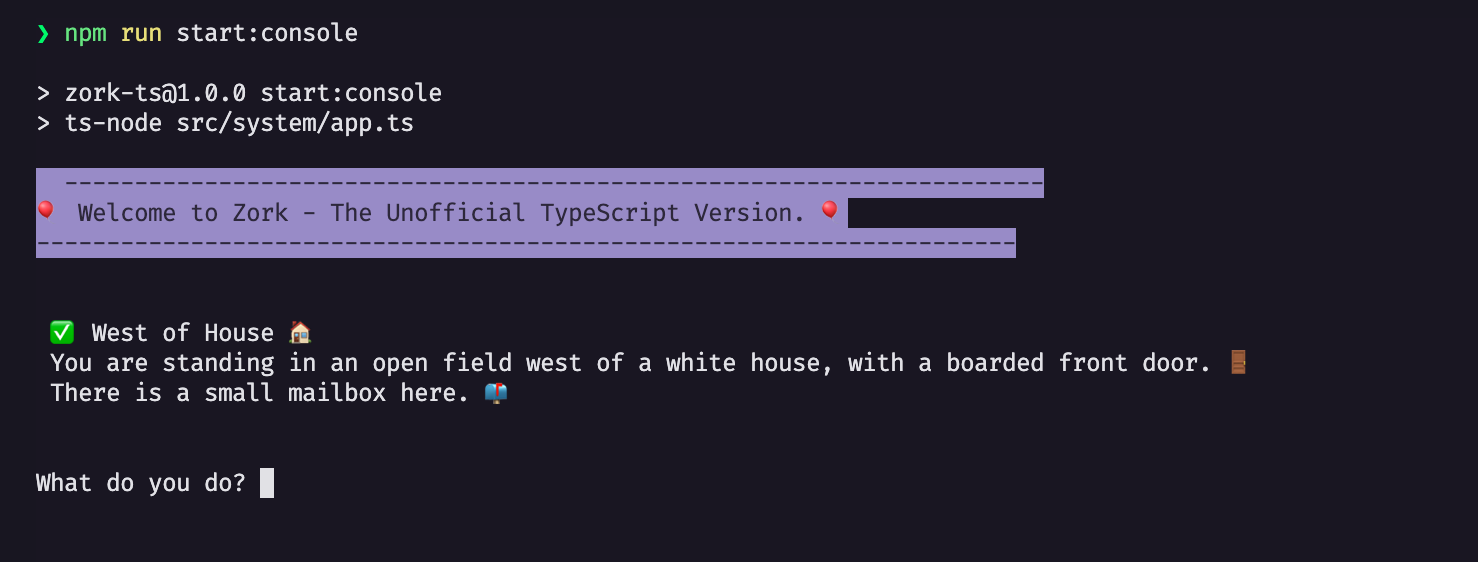 ❯ npm run start:console
> zork-ts@1.0.0 start:console
> ts-node src/system/app.ts
----------------------------------------------------------------------
🎈 Welcome to Zork - The Unofficial TypeScript Version. 🎈
----------------------------------------------------------------------
✅ West of House 🏠
You are standing in an open field west of a white house, with a boarded front door. 🚪
There is a small mailbox here. 📫
What do you do?